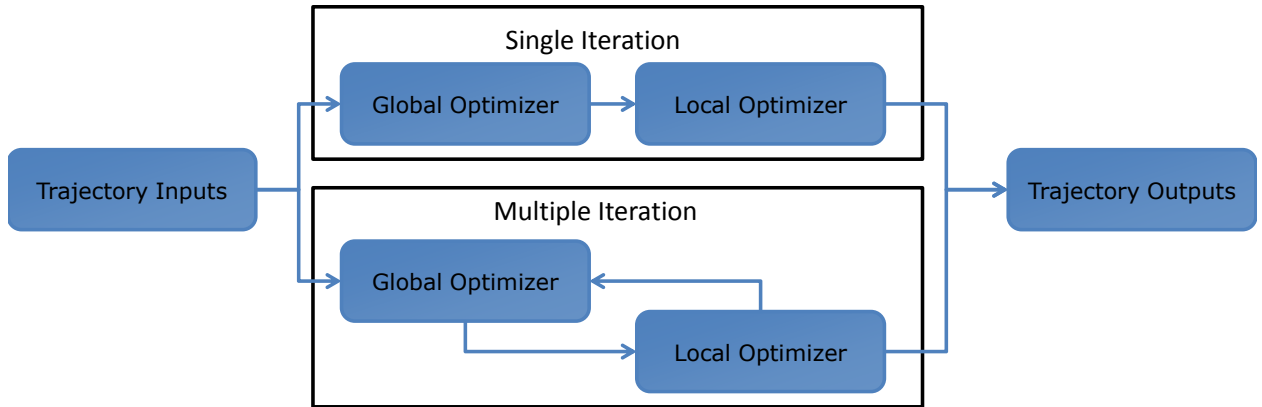 Single Iteration
Global Optimizer
Local Optimizer
Trajectory Inputs
Trajectory Outputs
Multiple Iteration
Global Optimizer
Local Optimizer